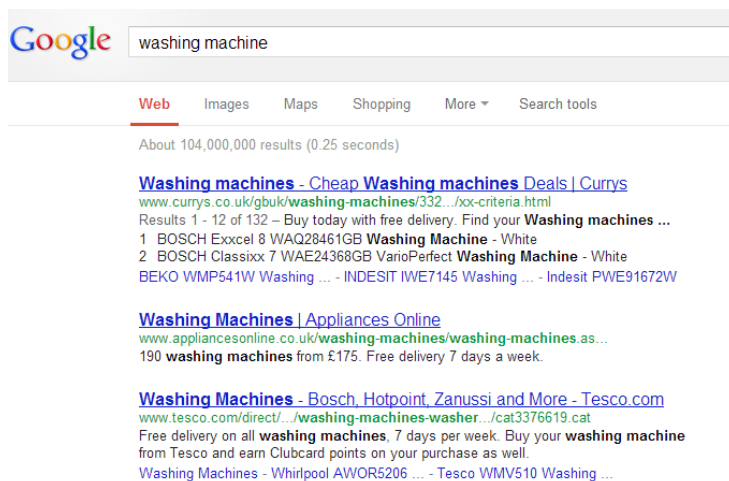 Google washing machine
Web Images Maps Shopping More Search tools
About 104,000,000 results (0.25 seconds)
Washing machines - Cheap Washing machines Deals | Currys
www.currys.co.uk/gbuk/washing-machines/332.../xx-criteria.html
Results 1 - 12 of 132 – Buy today with free delivery. Find your Washing machines ...
1 BOSCH Exxcel 8 WAQ28461GB Washing Machine - White
2 BOSCH Classixx 7 WAE24368GB VarioPerfect Washing Machine - White
BEKO WMP541W Washing ... - INDESIT IWE7145 Washing ... - Indesit PWE91672W
Washing Machines | Appliances Online
www.appliancesonline.co.uk/washing-machines/washing-machines.as...
190 washing machines from £175. Free delivery 7 days a week.
Washing Machines - Bosch, Hotpoint, Zanussi and More - Tesco.com
www.tesco.com/direct/.../washing-machines-washer.../cat3376619.cat
Free delivery on all washing machines, 7 days per week. Buy your washing machine
from Tesco and earn Clubcard points on your purchase as well.
Washing Machines - Whirlpool AWOR5206 ... - Tesco WMV510 Washing ...